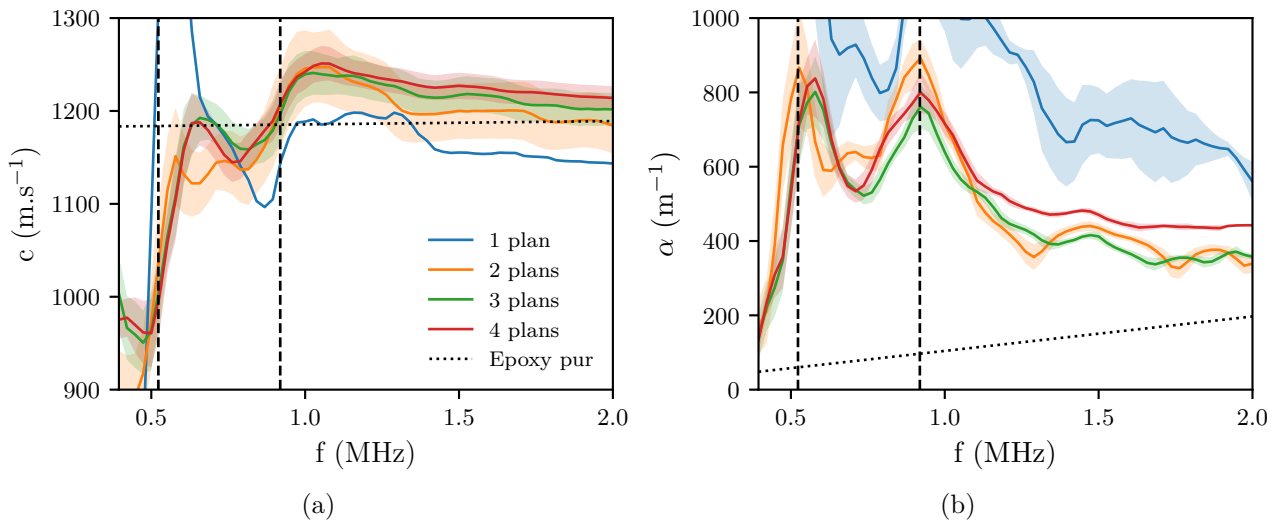 1300
1200
1100
1000
900
c (m.s⁻¹)
0.5
1.0
1.5
2.0
f (MHz)
1 plan
2 plans
3 plans
4 plans
Epoxy pur
(a)
1000
800
600
400
200
0
α (m⁻¹)
0.5
1.0
1.5
2.0
f (MHz)
(b)